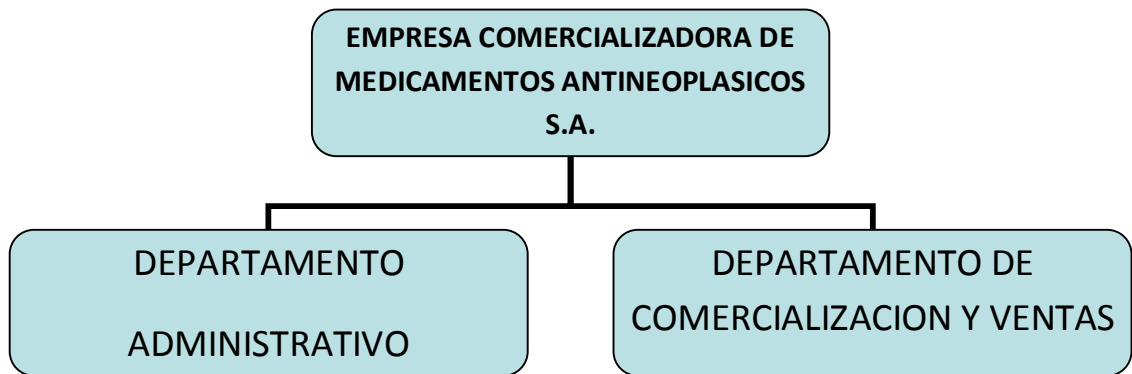 EMPRESA COMERCIALIZADORA DE
MEDICAMENTOS ANTINEOPLASICOS
S.A.
DEPARTAMENTO
ADMINISTRATIVO
DEPARTAMENTO DE
COMERCIALIZACION Y VENTAS